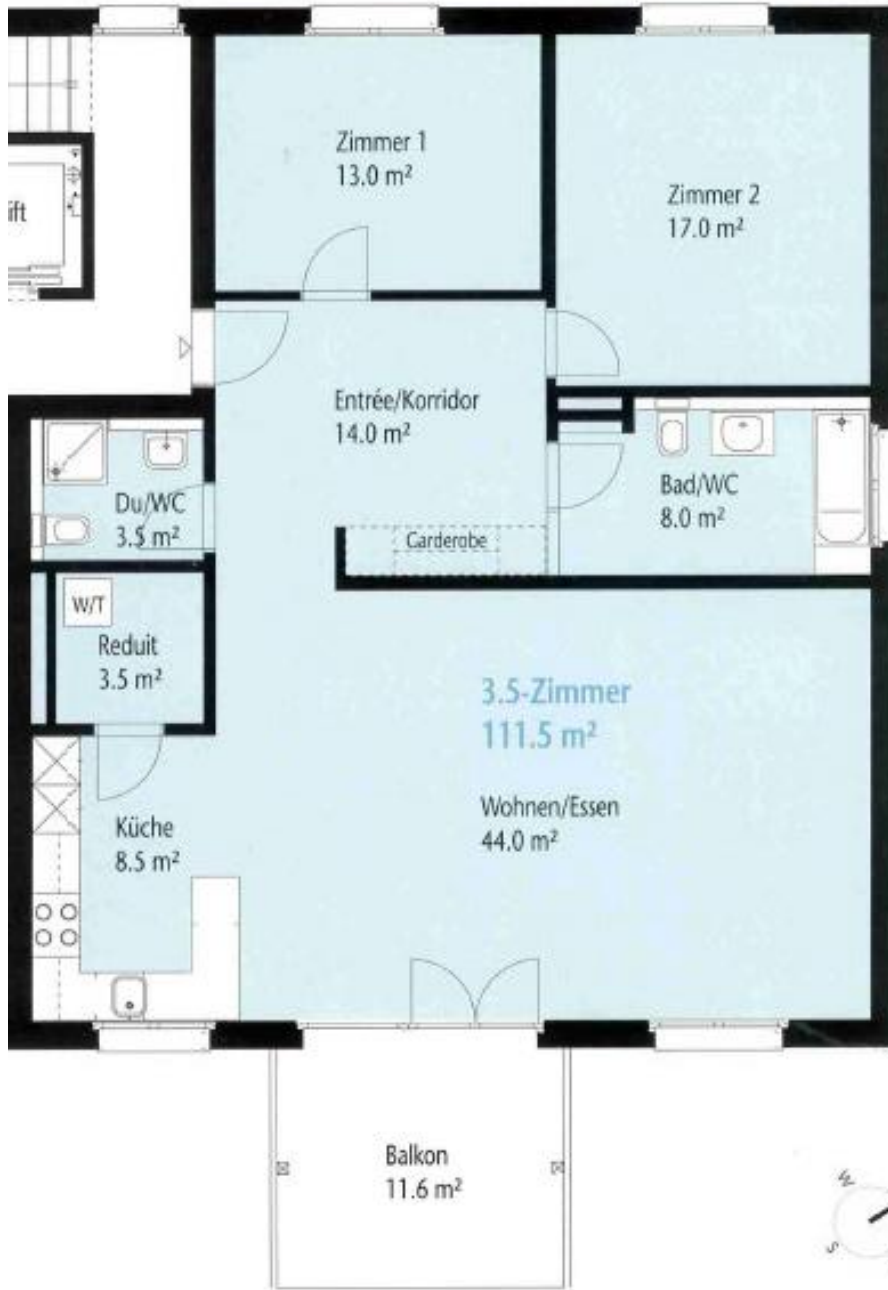 Zimmer 1
13.0 m²
Zimmer 2
17.0 m²
ift
Entrée/Korridor
14.0 m²
Du/WC
3.5 m²
Bad/WC
8.0 m²
Garderobe
W/T
Reduit
3.5 m²
3.5-Zimmer
111.5 m²
Wohnen/Essen
44.0 m²
Küche
8.5 m²
Balkon
11.6 m²
W
S